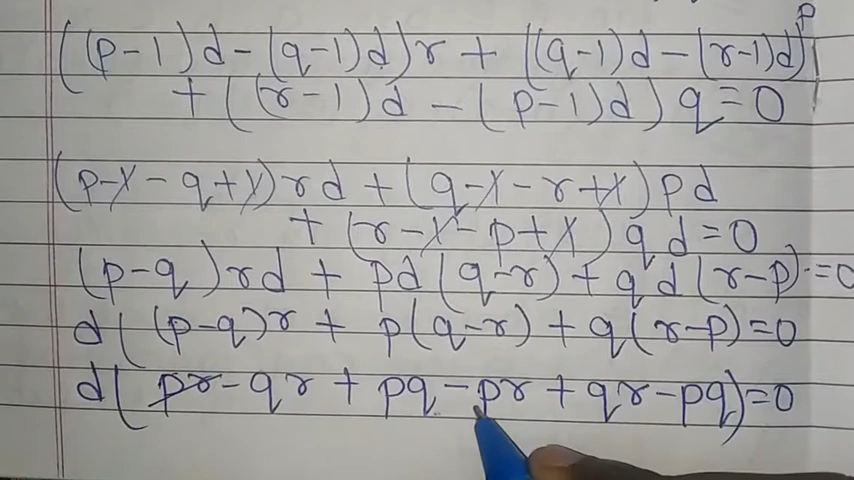 ((p-1)d-(q-1)d)r + ((q-1)d-(r-1)d)p
+ ((r-1)d - (p-1)d) q = 0
(p-1-q+1)rd + (q-1-r+1)pd
+ (r-1-p+1) qd = 0
(p-q)rd + pd(q-r) + qd(r-p) = 0
d((p-q)r + p(q-r) + q(r-p) = 0
d(pr-qr + pq-pr + qr-pq) = 0